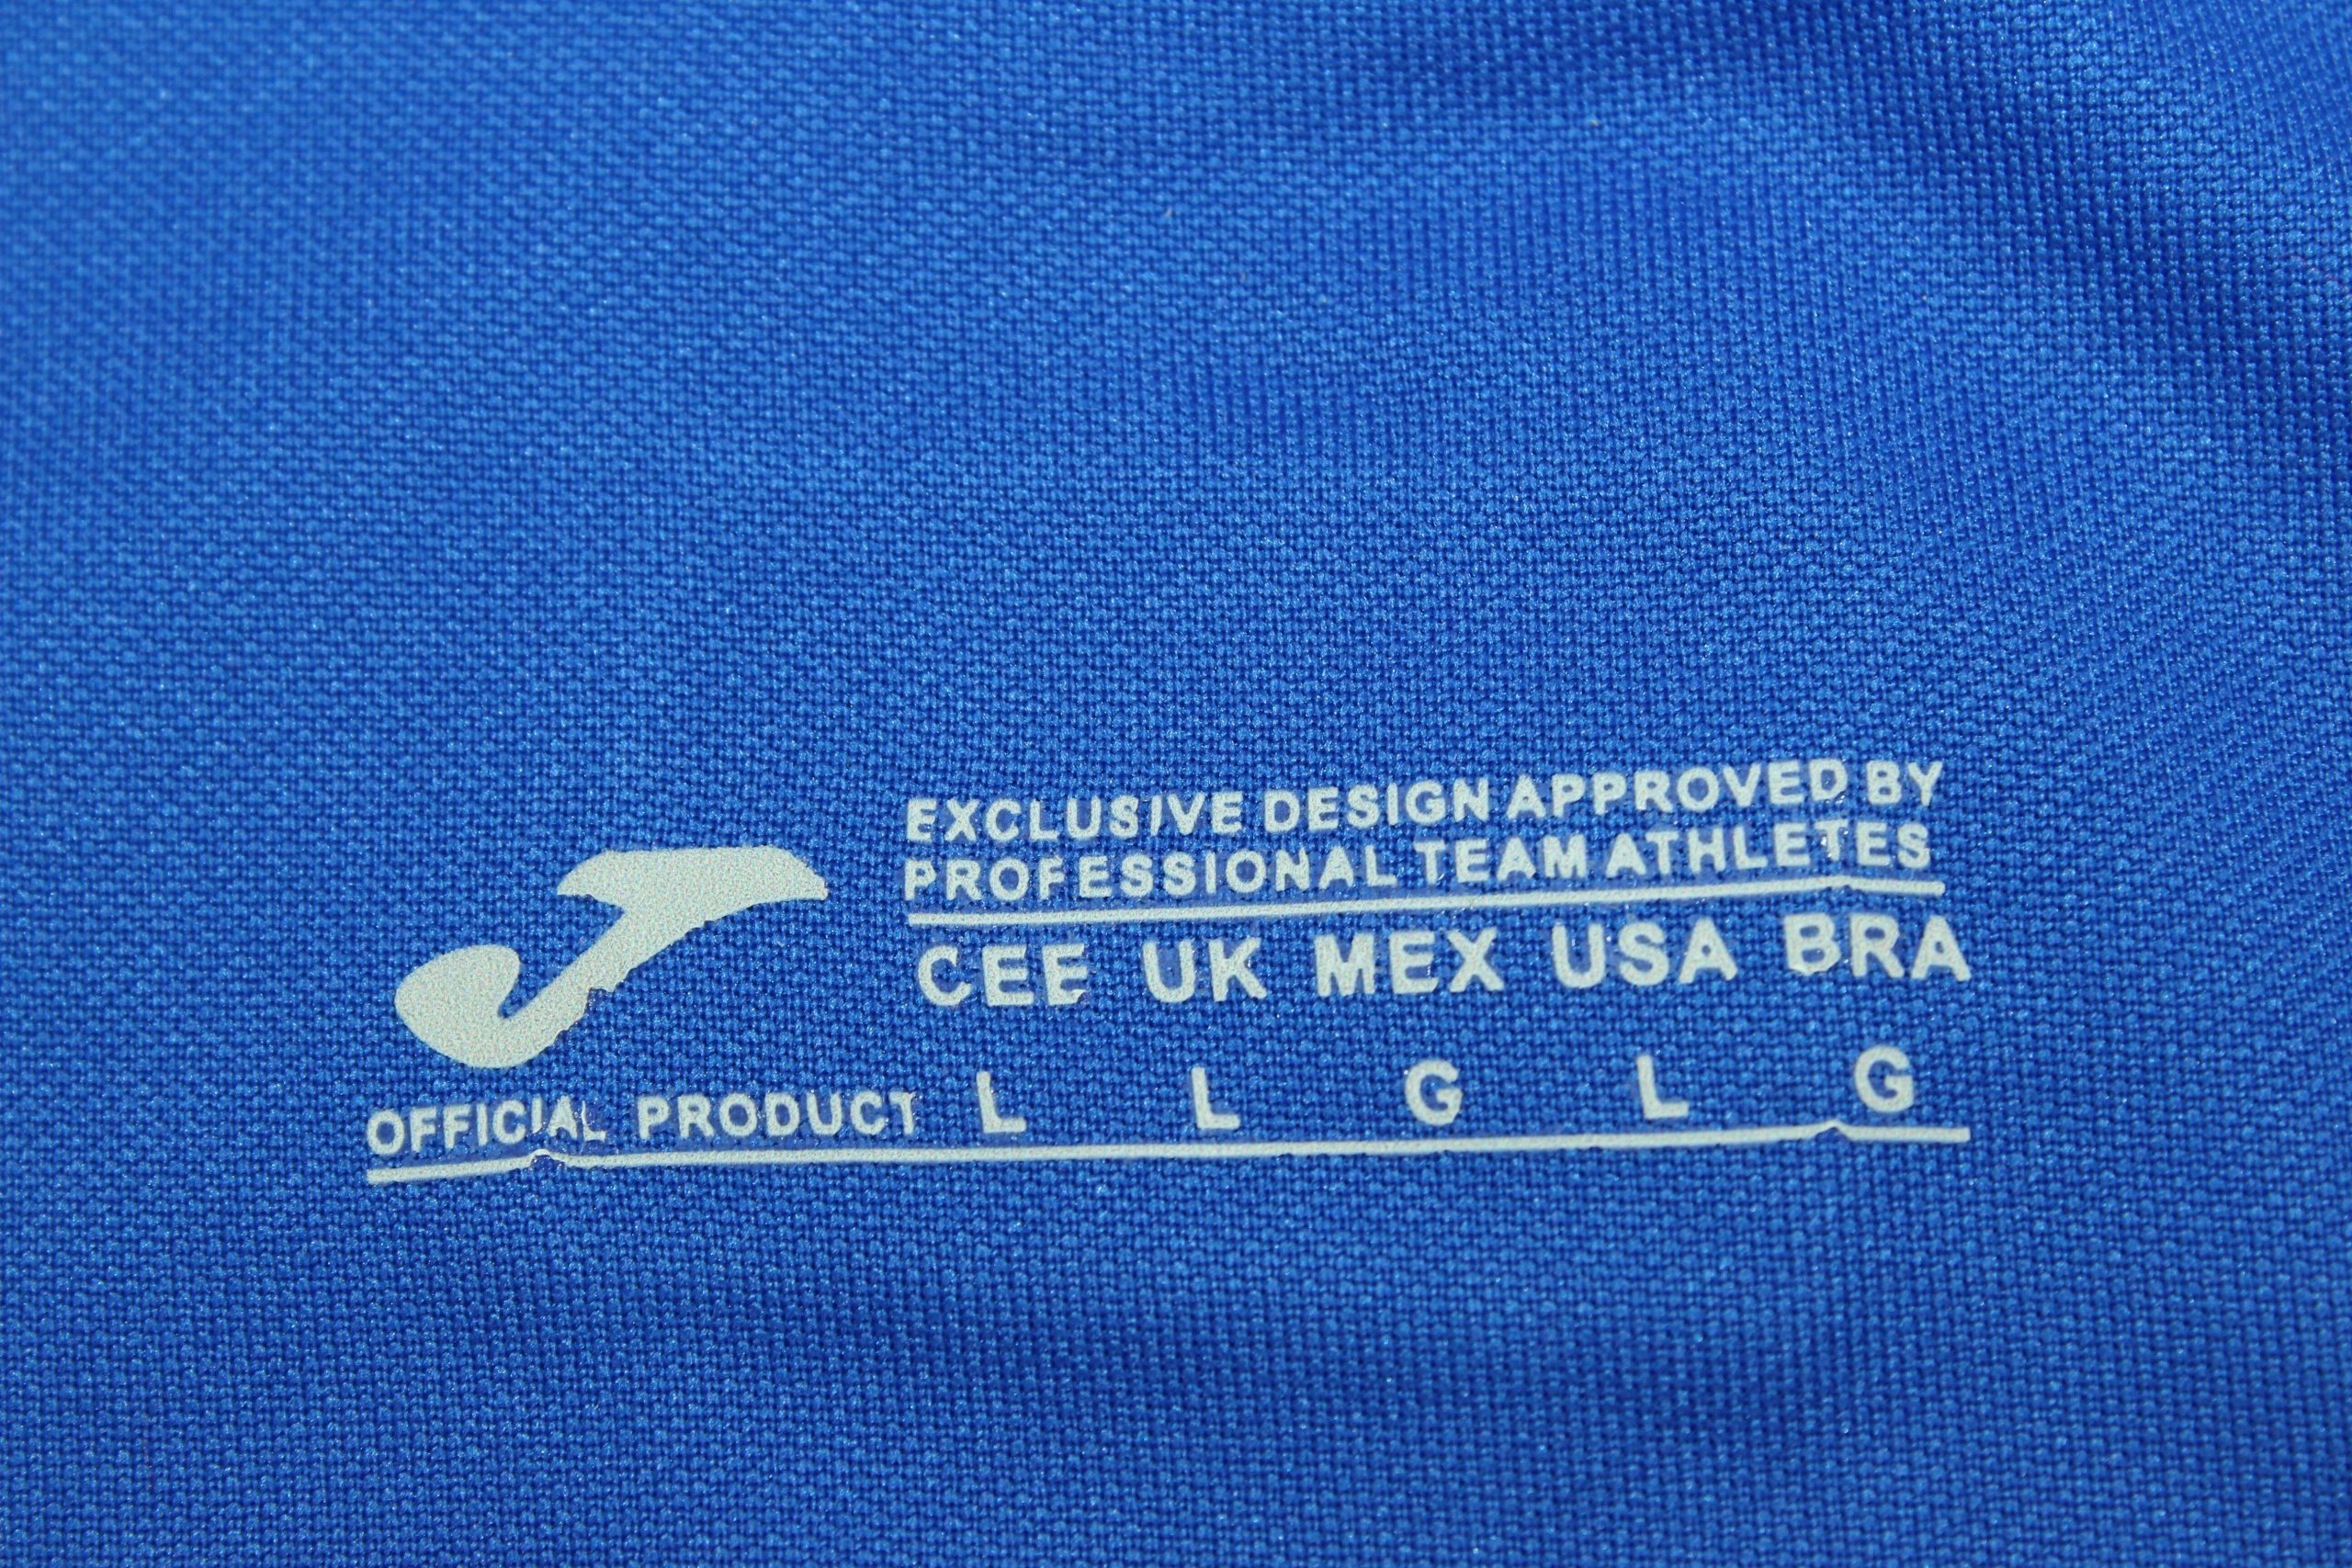 EXCLUSIVE DESIGN APPROVED BY
PROFESSIONAL TEAM ATHLETES
CEE UK MEX USA BRA
OFFICIAL PRODUCT L L G L G